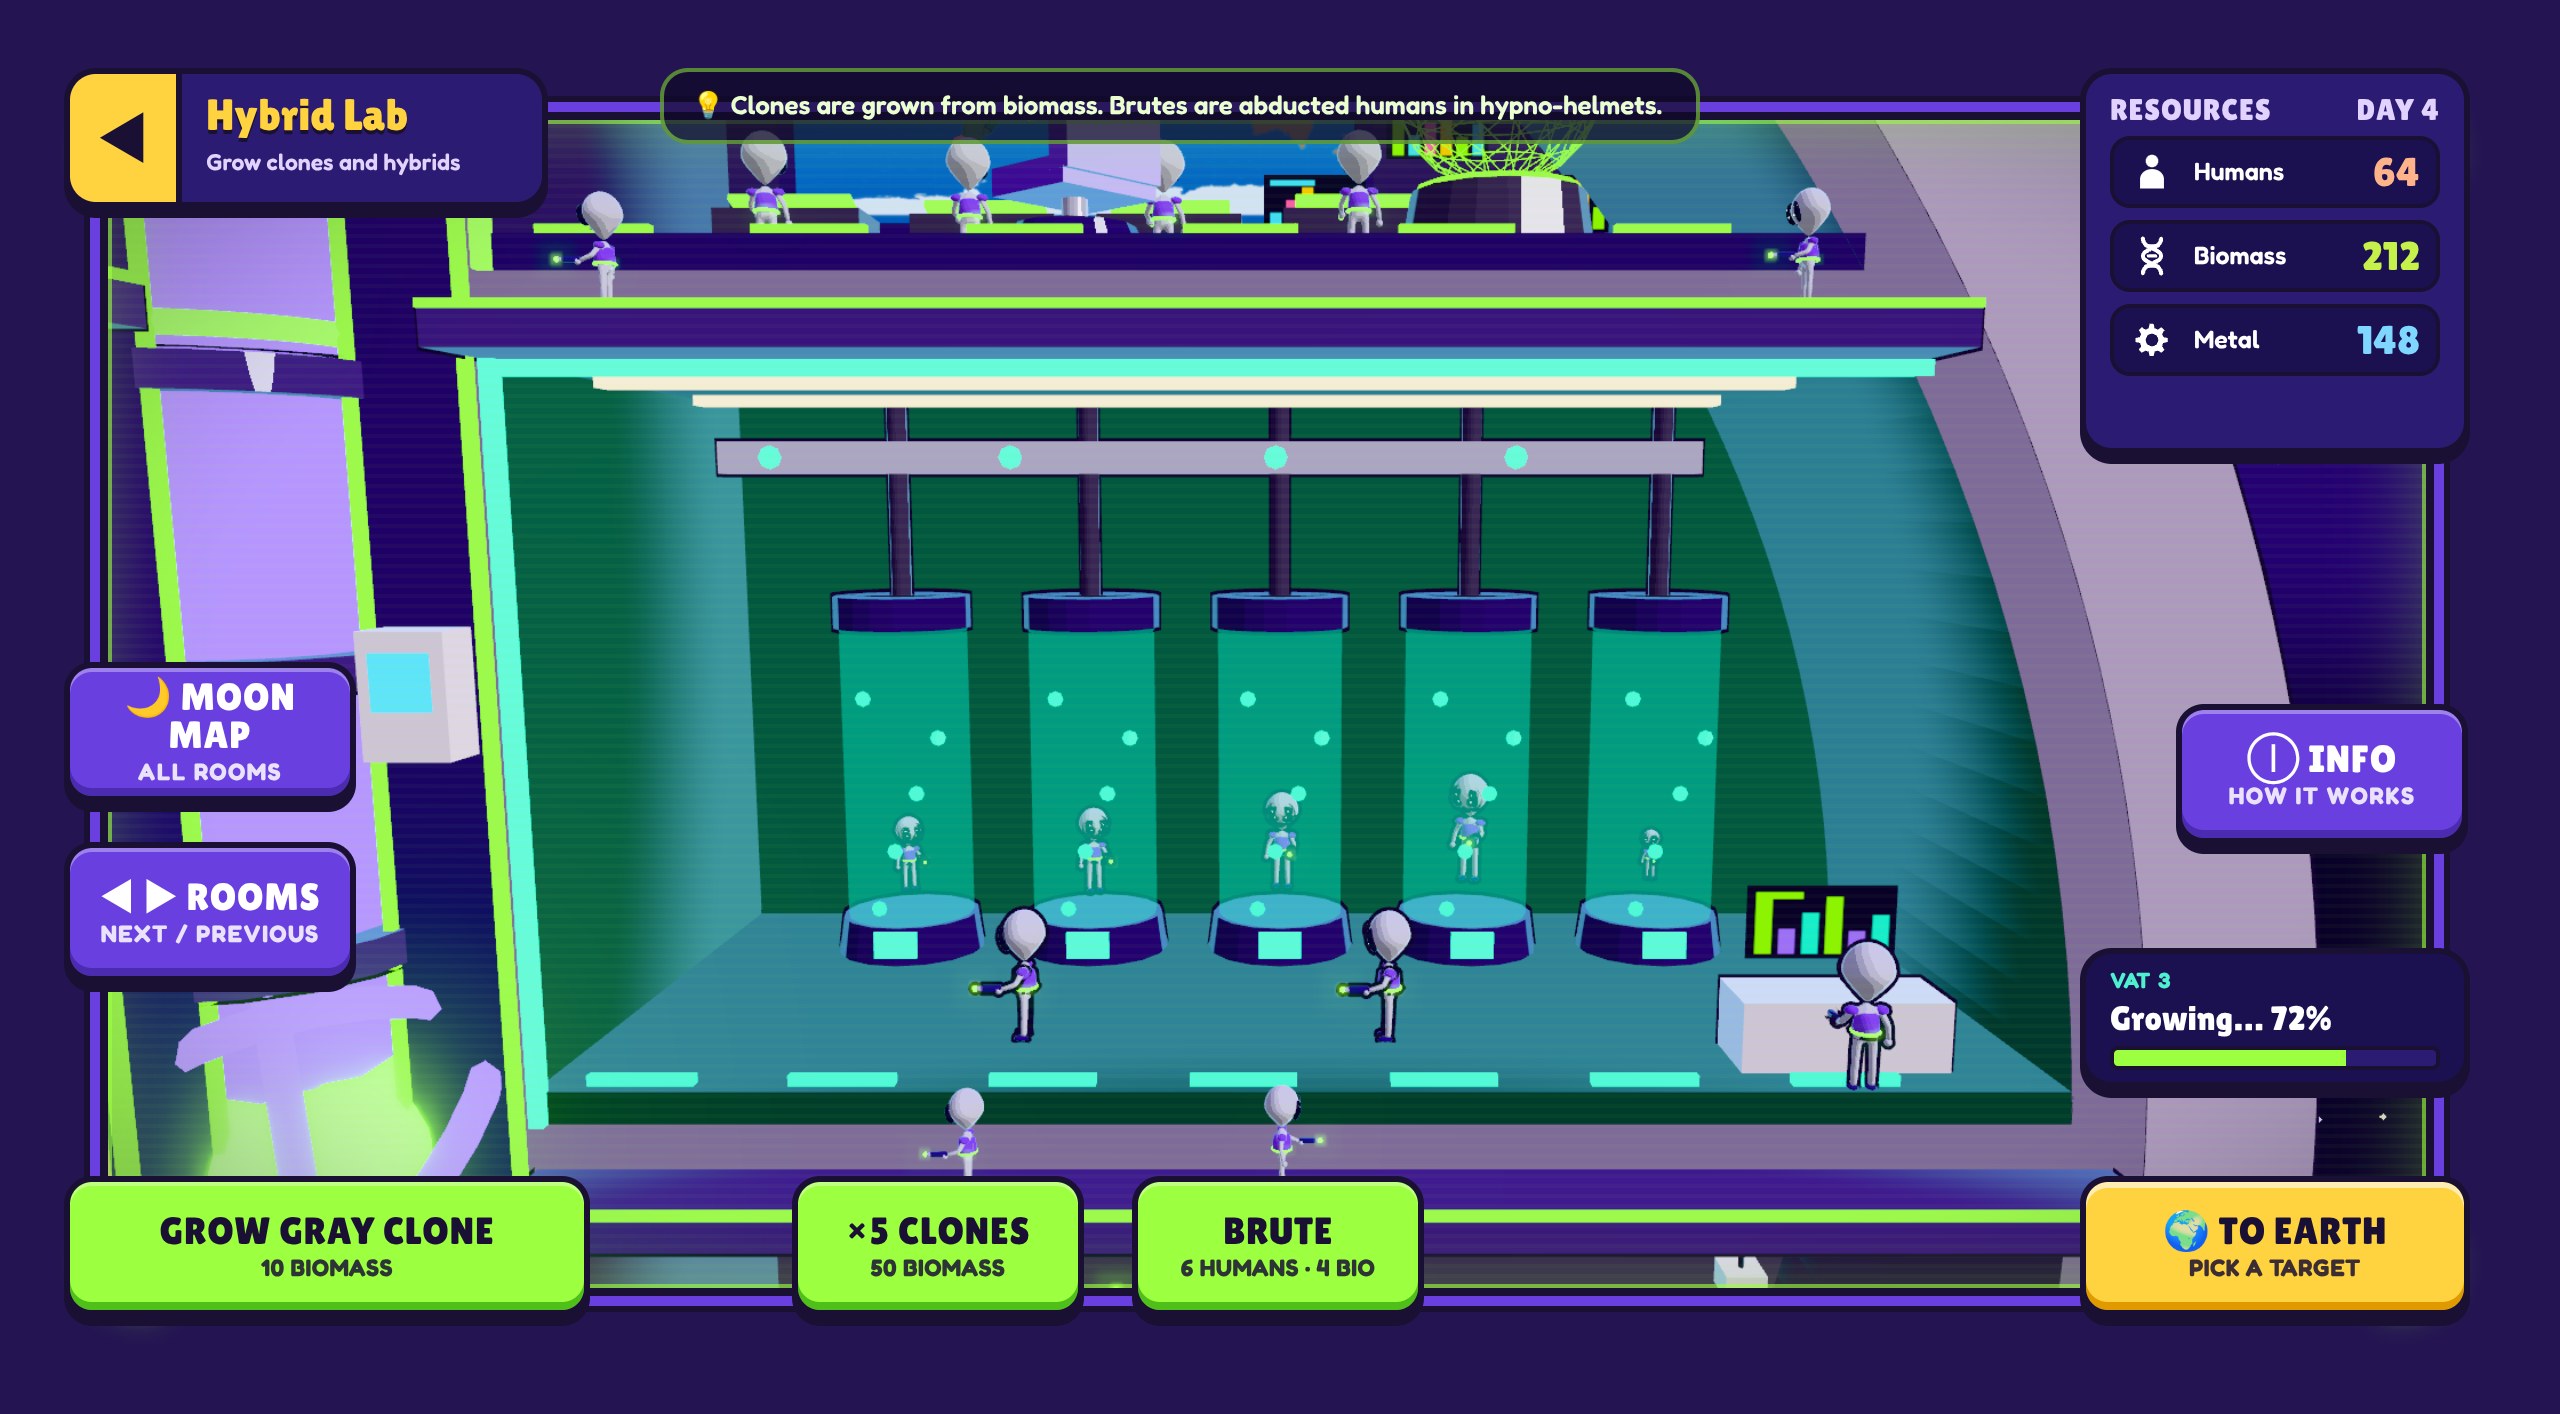 Hybrid Lab
Grow clones and hybrids
Clones are grown from biomass. Brutes are abducted humans in hypno-helmets.
RESOURCES DAY 4
Humans 64
Biomass 212
Metal 148
MOON
MAP
ALL ROOMS
ROOMS
NEXT / PREVIOUS
INFO
HOW IT WORKS
VAT 3
Growing... 72%
GROW GRAY CLONE
10 BIOMASS
×5 CLONES
50 BIOMASS
BRUTE
6 HUMANS · 4 BIO
TO EARTH
PICK A TARGET